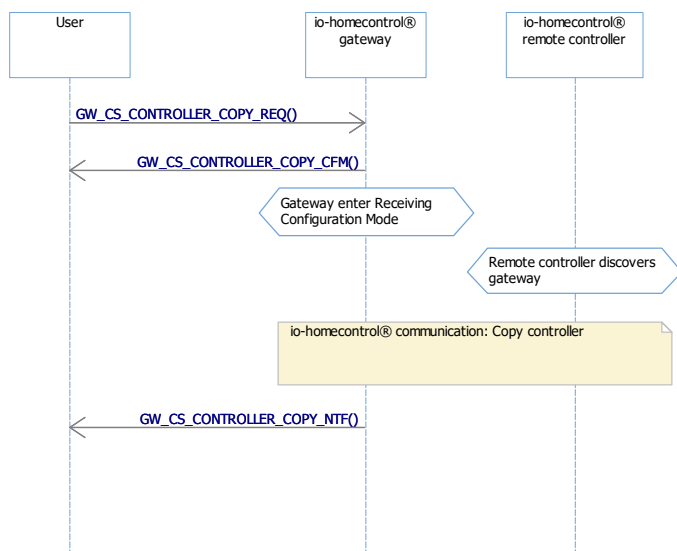 User
io-homecontrol®
gateway
io-homecontrol®
remote controller
GW_CS_CONTROLLER_COPY_REQ()
GW_CS_CONTROLLER_COPY_CFM()
Gateway enter Receiving
Configuration Mode
Remote controller discovers
gateway
io-homecontrol® communication: Copy controller
GW_CS_CONTROLLER_COPY_NTF()